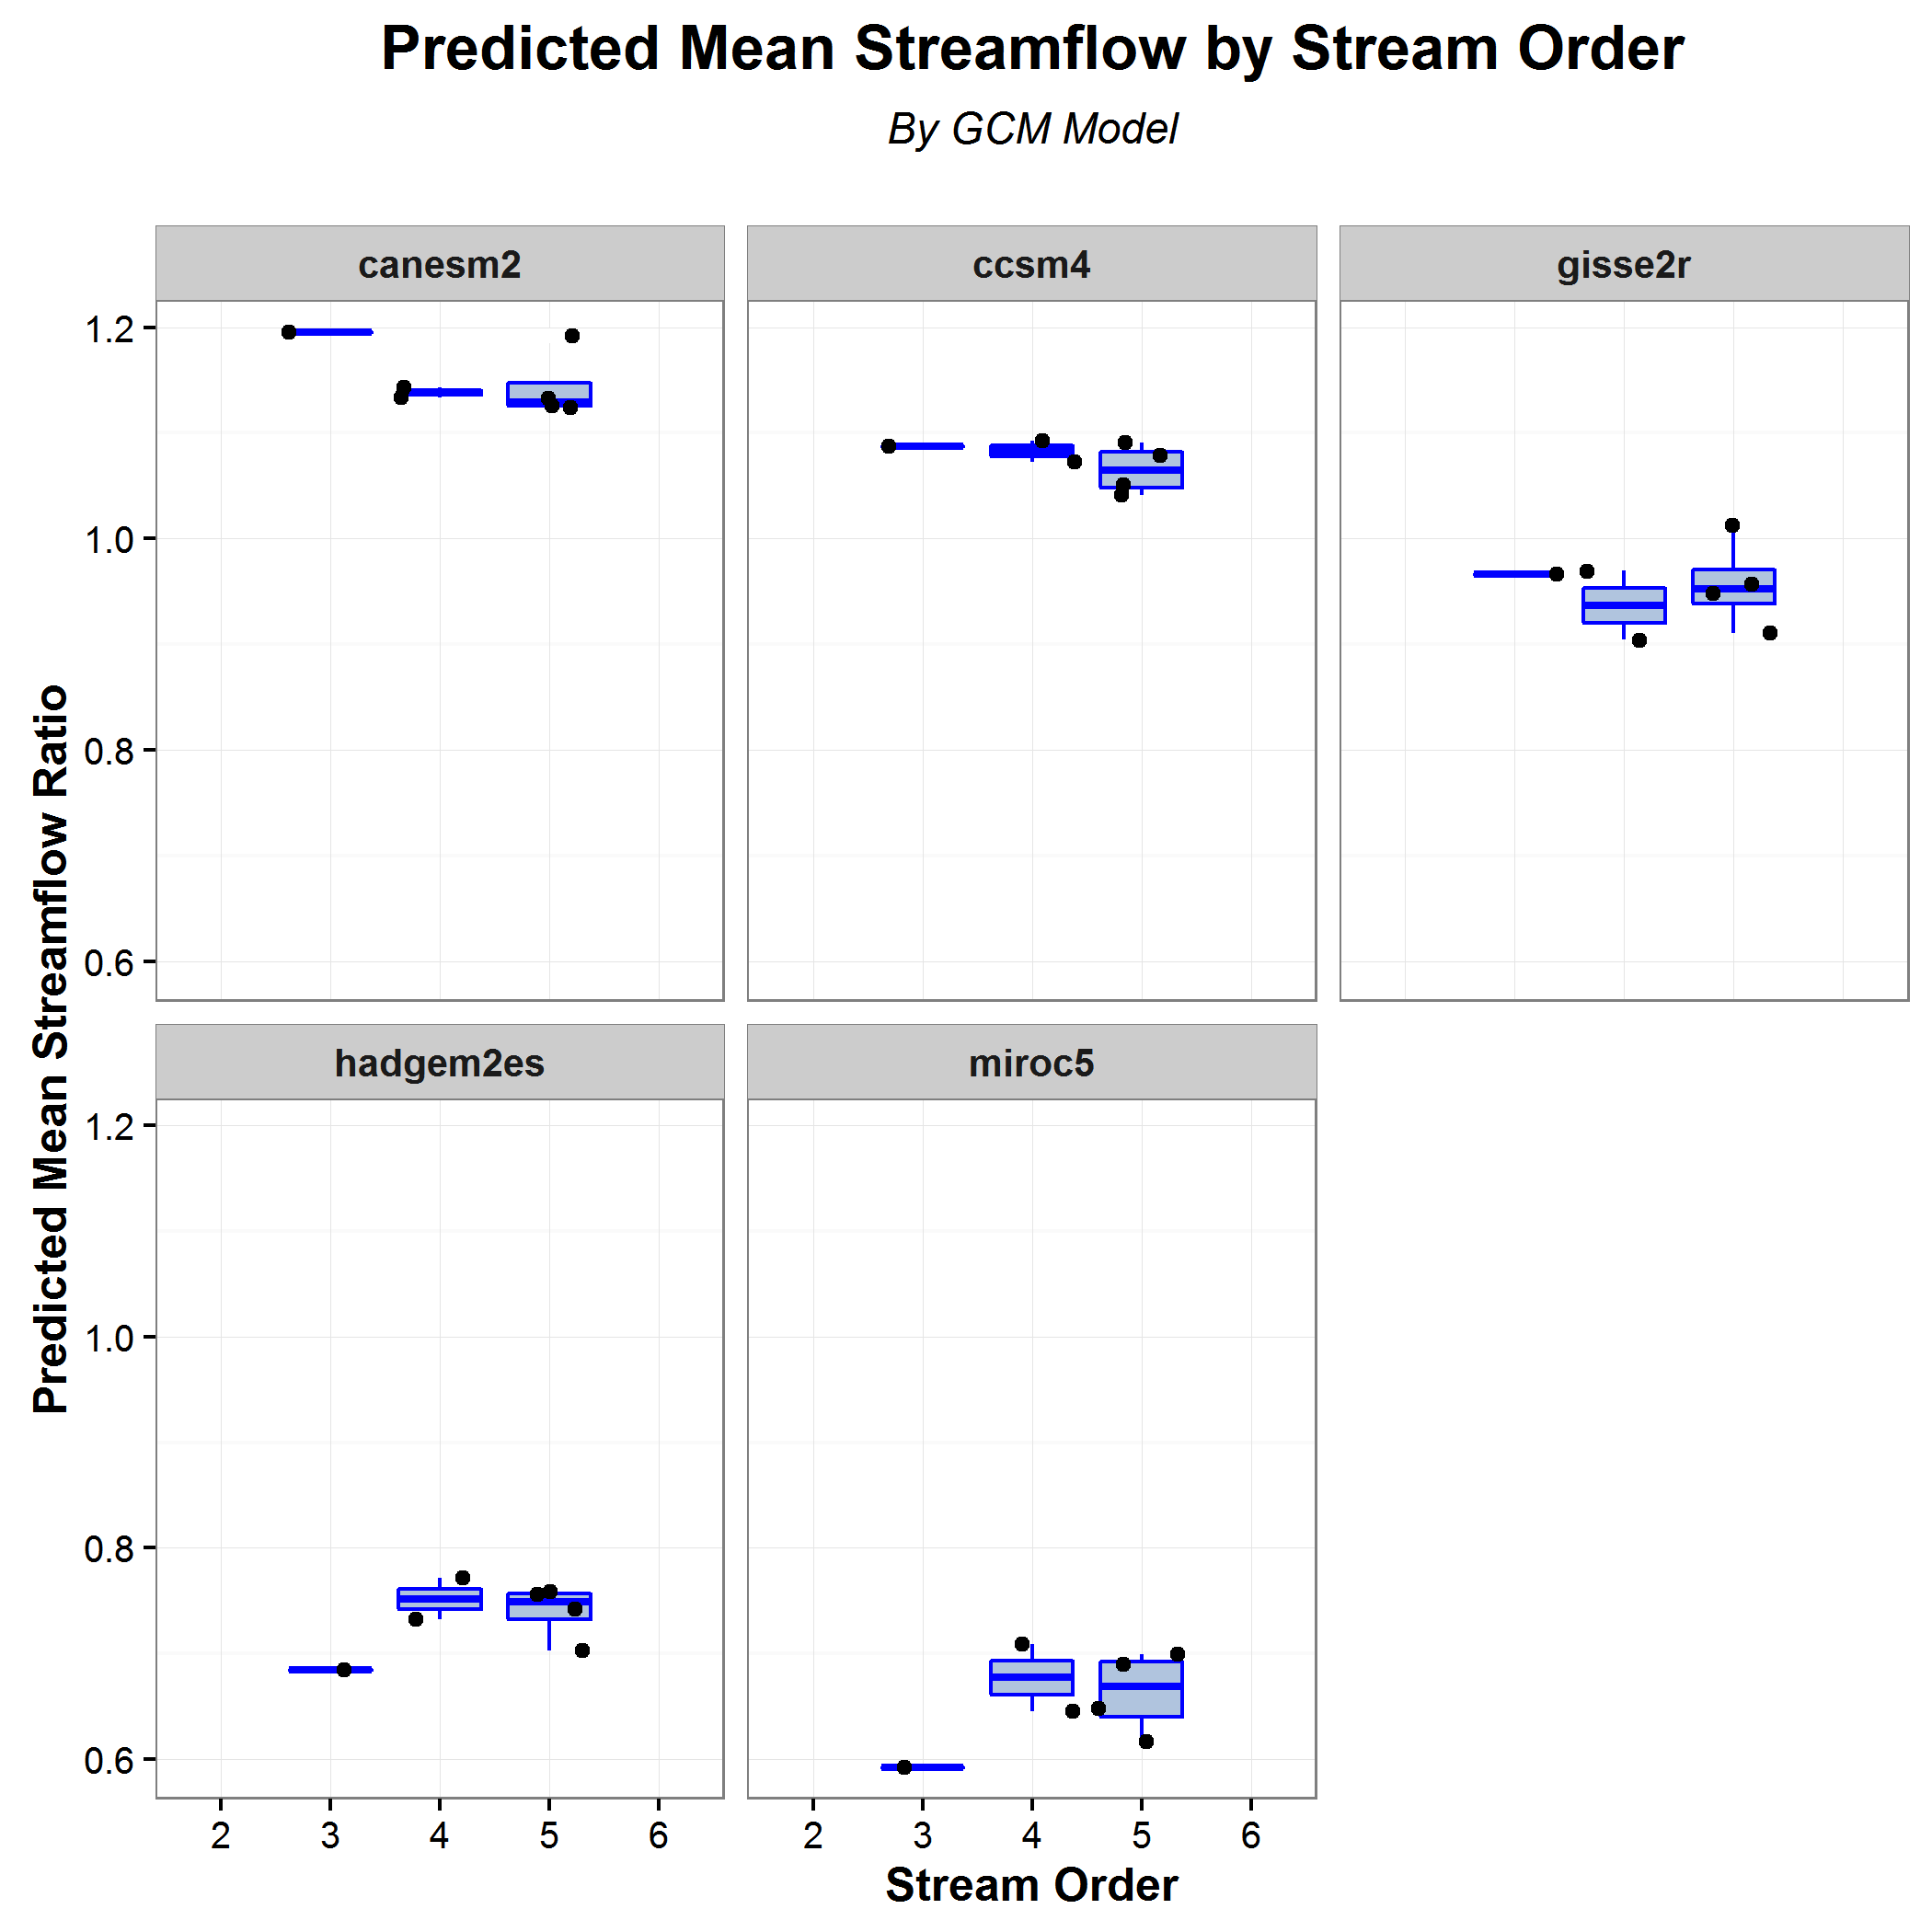 Predicted Mean Streamflow by Stream Order
By GCM Model
canesm2
ccsm4
gisse2r
1.2
1.0
0.8
0.6
hadgem2es
miroc5
1.2
1.0
0.8
0.6
2 3 4 5 6
2 3 4 5 6
Stream Order
Predicted Mean Streamflow Ratio